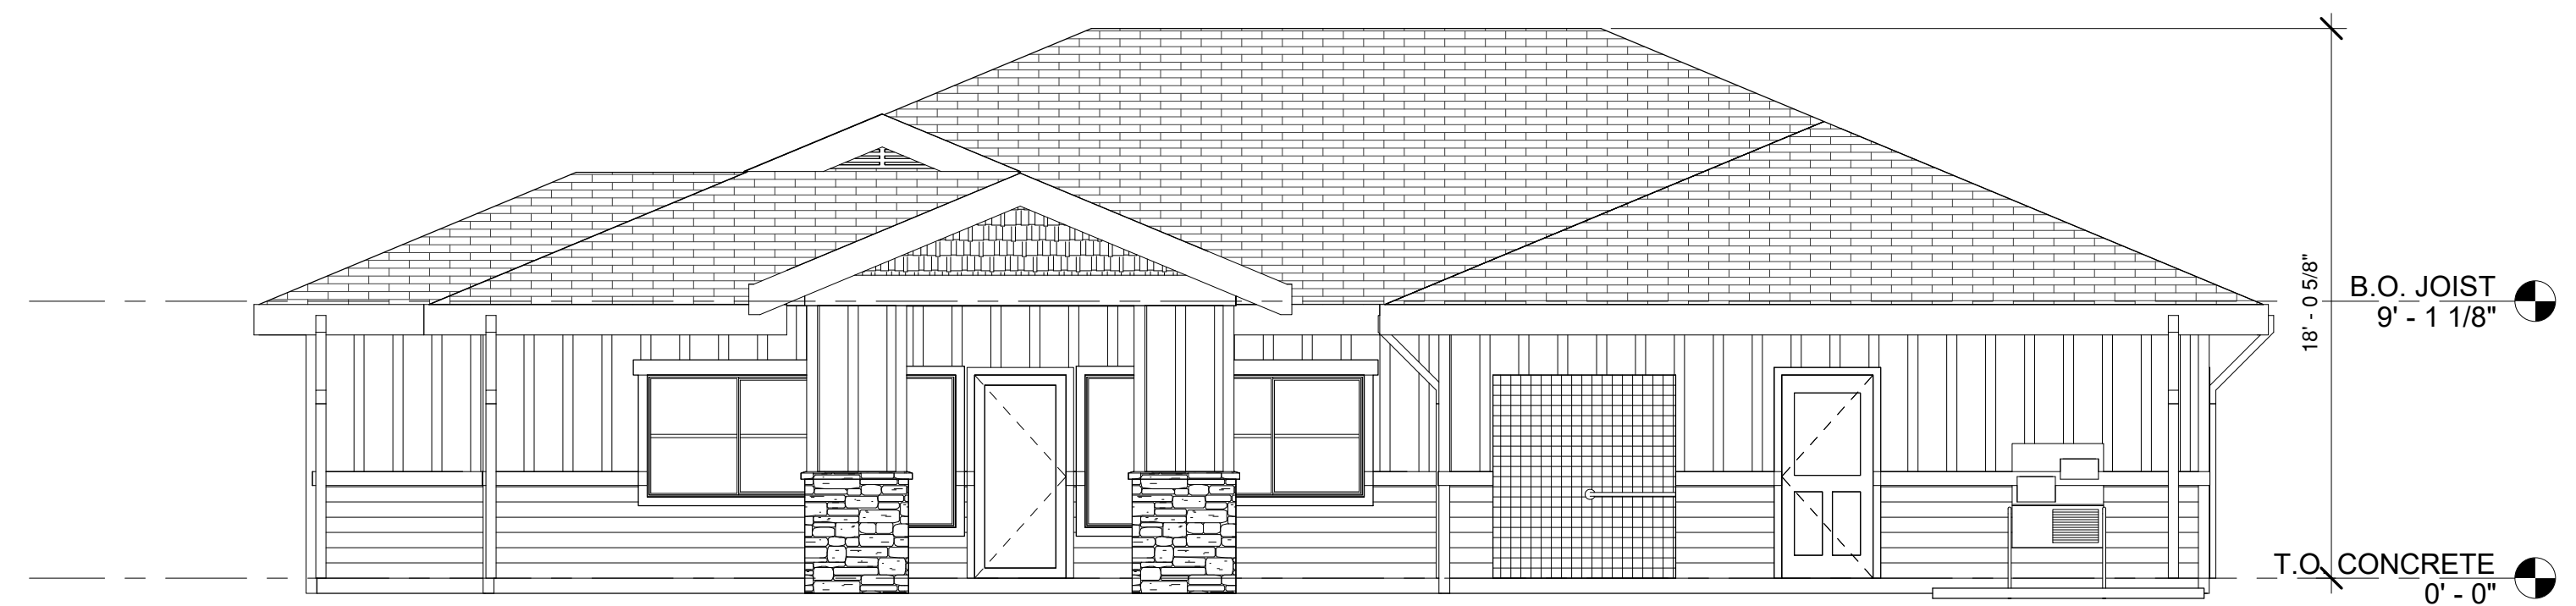 18' - 0 5/8"
B.O. JOIST
9' - 1 1/8"
T.O. CONCRETE
0' - 0"